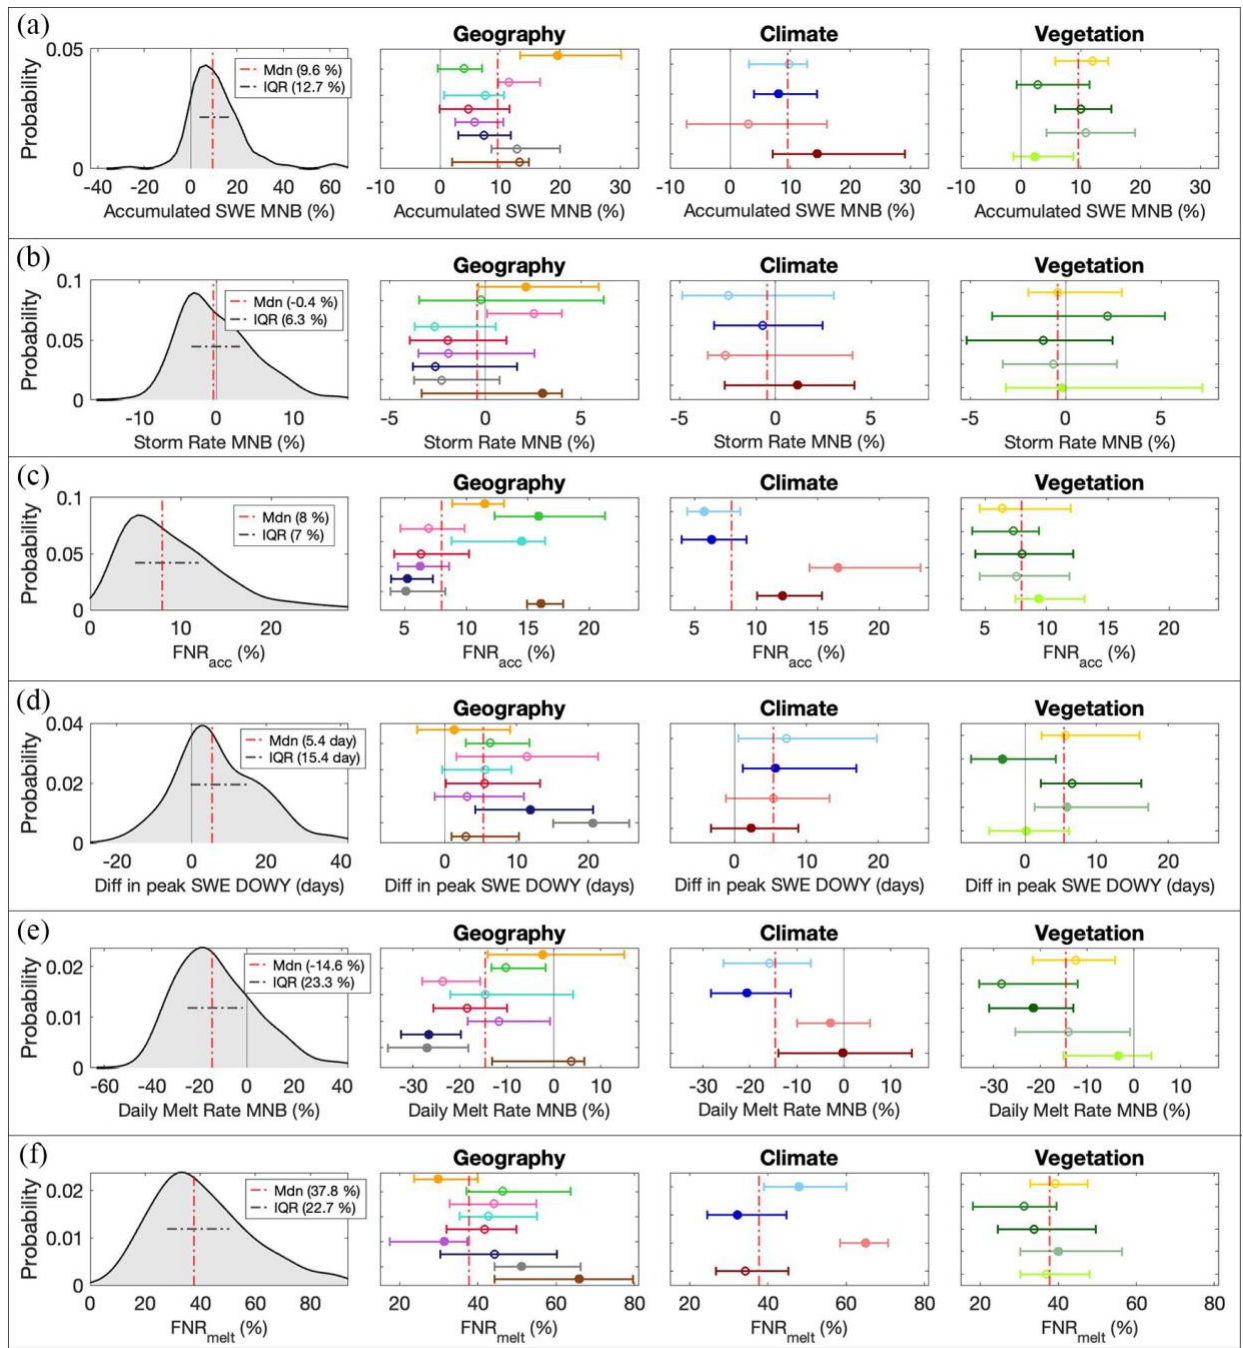 (a)
Geography
Climate
Vegetation
Probability
0.05
0
Mdn (9.6 %)
IQR (12.7 %)
-40 -20 0 20 40 60
Accumulated SWE MNB (%)
-10 0 10 20 30
Accumulated SWE MNB (%)
-10 0 10 20 30
Accumulated SWE MNB (%)
-10 0 10 20 30
Accumulated SWE MNB (%)
(b)
Geography
Climate
Vegetation
Probability
0.1
0.05
0
Mdn (-0.4 %)
IQR (6.3 %)
-10 0 10
Storm Rate MNB (%)
-5 0 5
Storm Rate MNB (%)
-5 0 5
Storm Rate MNB (%)
-5 0 5
Storm Rate MNB (%)
(c)
Geography
Climate
Vegetation
Probability
0.1
0.05
0
Mdn (8 %)
IQR (7 %)
0 10 20
FNRacc (%)
5 10 15 20
FNRacc (%)
5 10 15 20
FNRacc (%)
5 10 15 20
FNRacc (%)
(d)
Geography
Climate
Vegetation
Probability
0.04
0.02
0
Mdn (5.4 day)
IQR (15.4 day)
-20 0 20 40
Diff in peak SWE DOWY (days)
0 10 20
Diff in peak SWE DOWY (days)
0 10 20
Diff in peak SWE DOWY (days)
0 10 20
Diff in peak SWE DOWY (days)
(e)
Geography
Climate
Vegetation
Probability
0.02
0.01
0
Mdn (-14.6 %)
IQR (23.3 %)
-60 -40 -20 0 20 40
Daily Melt Rate MNB (%)
-30 -20 -10 0 10
Daily Melt Rate MNB (%)
-30 -20 -10 0 10
Daily Melt Rate MNB (%)
-30 -20 -10 0 10
Daily Melt Rate MNB (%)
(f)
Geography
Climate
Vegetation
Probability
0.02
0.01
0
Mdn (37.8 %)
IQR (22.7 %)
0 20 40 60 80
FNRmelt (%)
20 40 60 80
FNRmelt (%)
20 40 60 80
FNRmelt (%)
20 40 60 80
FNRmelt (%)